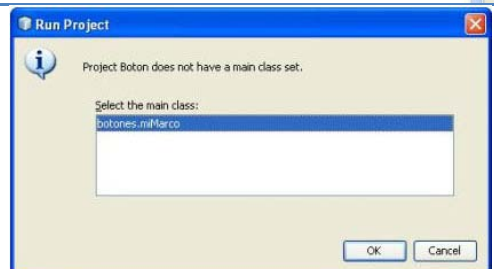 Run Project
Project Boton does not have a main class set.
Select the main class:
botones.miMarco
OK Cancel